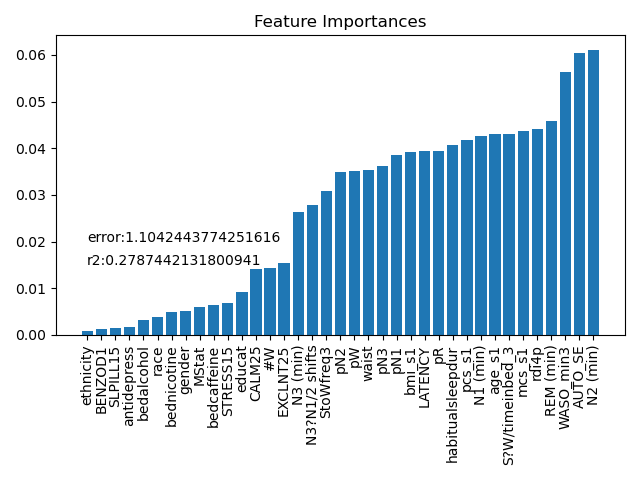 Feature Importances
0.06
0.05
0.04
0.03
0.02
0.01
0.00
error:1.1042443774251616
r2:0.2787442131800941
ethnicity
BENZOD1
SLPILL15
antidepress
bedalcohol
race
bednicotine
gender
MStat
bedcaffeine
STRESS15
educat
CALM25
#W
EXCLNT25
N3 (min)
N3?N1/2 shifts
StoWfreq3
pN2
pW
waist
pN3
pN1
bmi_s1
LATENCY
pR
habitualsleepdur
pcs_s1
N1 (min)
age_s1
S?W/timeinbed_3
mcs_s1
rdi4p
REM (min)
WASO_min3
AUTO_SE
N2 (min)